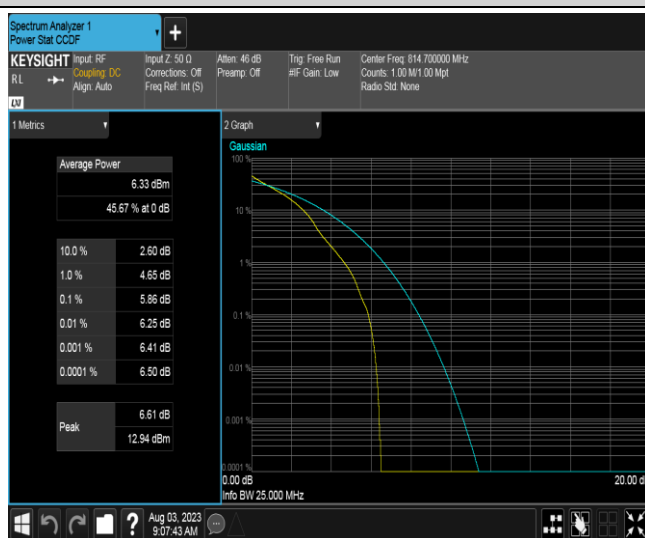 Spectrum Analyzer 1
Power Stat CCDF
+
KEYSIGHT
RL
LXI
Input: RF
Coupling: DC
Align: Auto
Input Z: 50 Ω
Corrections: Off
Freq Ref: Int (S)
Atten: 46 dB
Preamp: Off
Trig: Free Run
#IF Gain: Low
Center Freq: 814.700000 MHz
Counts: 1.00 M/1.00 Mpt
Radio Std: None
1 Metrics
Average Power
6.33 dBm
45.67 % at 0 dB
10.0 % 2.60 dB
1.0 % 4.65 dB
0.1 % 5.86 dB
0.01 % 6.25 dB
0.001 % 6.41 dB
0.0001 % 6.50 dB
Peak
6.61 dB
12.94 dBm
2 Graph
Gaussian
100 %
10 %
1 %
0.1 %
0.01 %
0.001 %
0.0001 %
0.00 dB
20.00 d
Info BW 25.000 MHz
?
Aug 03, 2023
9:07:43 AM